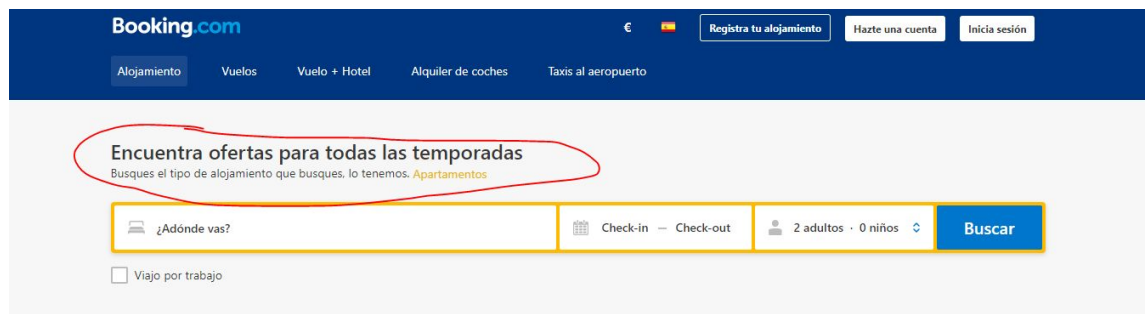 Booking.com
€
Registra tu alojamiento
Hazte una cuenta
Inicia sesión
Alojamiento
Vuelos
Vuelo + Hotel
Alquiler de coches
Taxis al aeropuerto
Encuentra ofertas para todas las temporadas
Busques el tipo de alojamiento que busques, lo tenemos. Apartamentos
¿Adónde vas?
Check-in — Check-out
2 adultos · 0 niños
Buscar
Viajo por trabajo